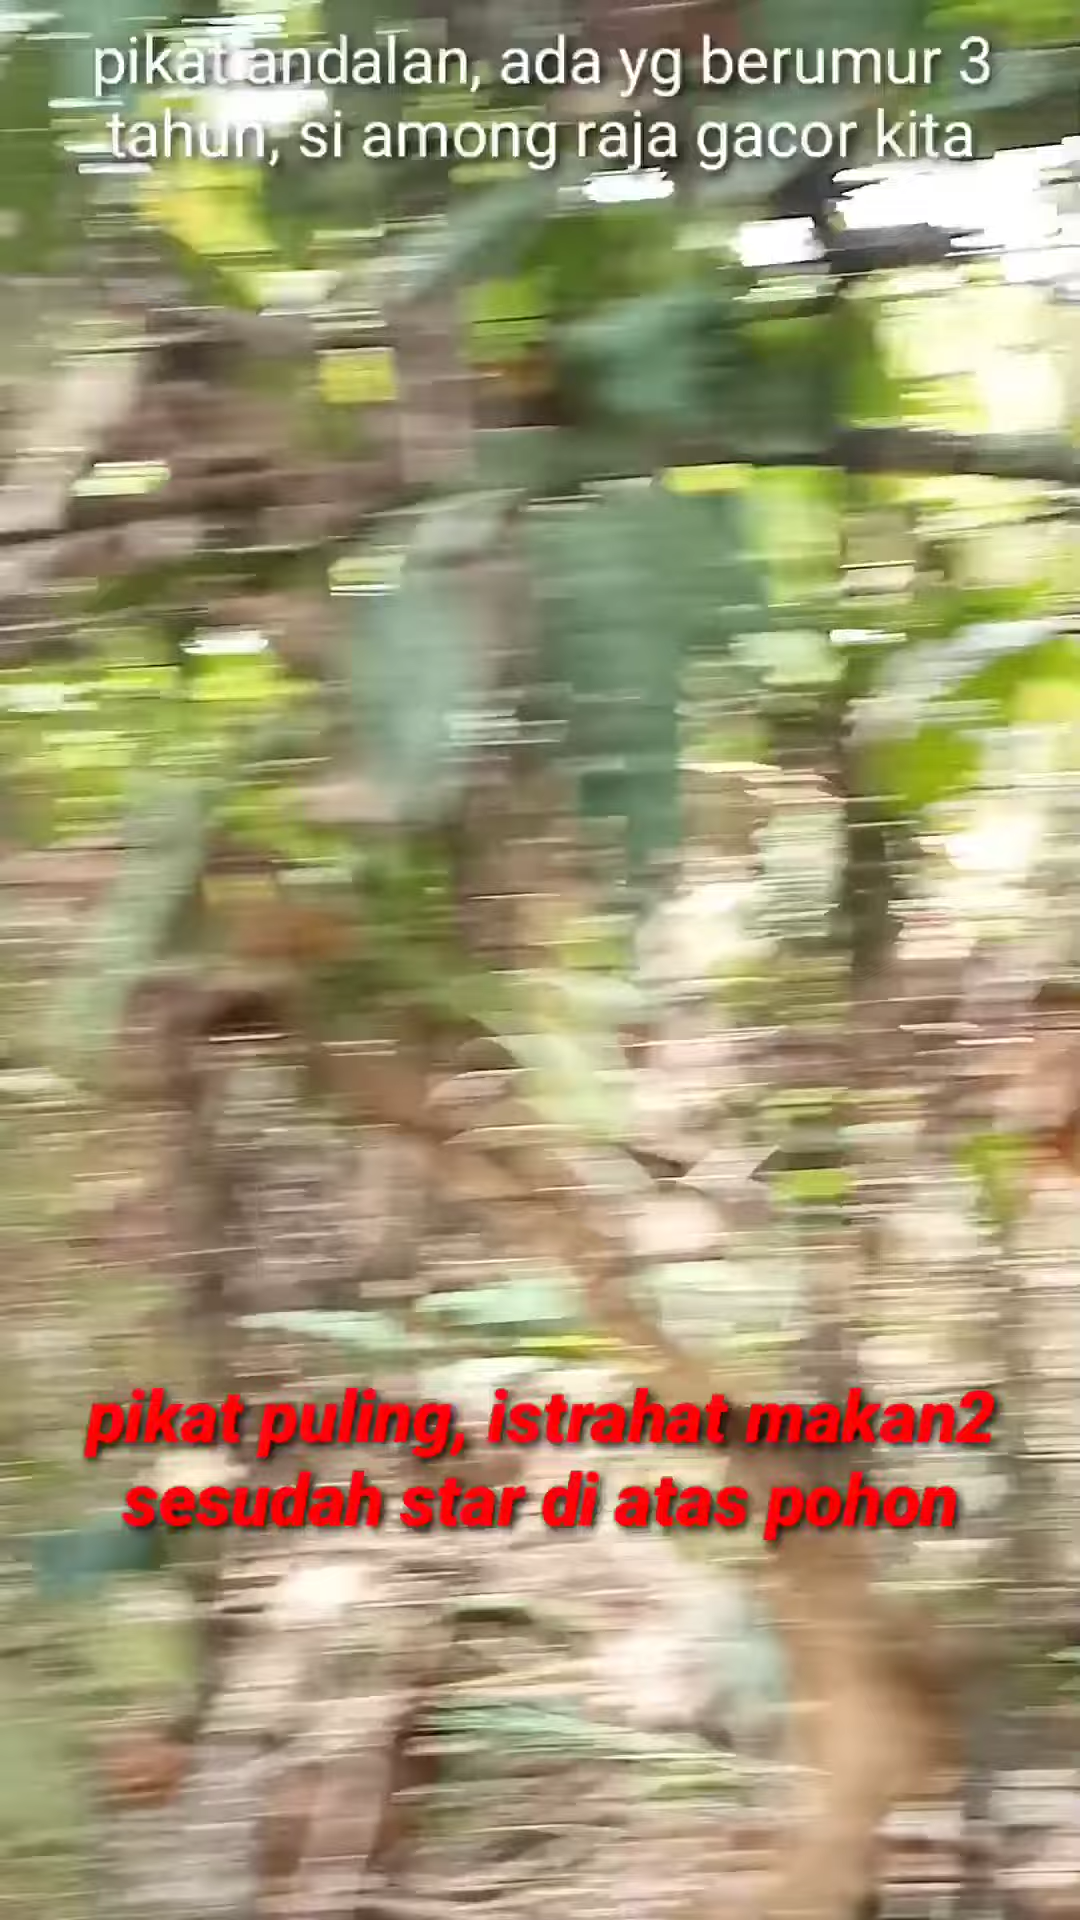 pikat andalan, ada yg berumur 3
tahun, si among raja gacor kita
pikat puling, istrahat makan2
sesudah star di atas pohon